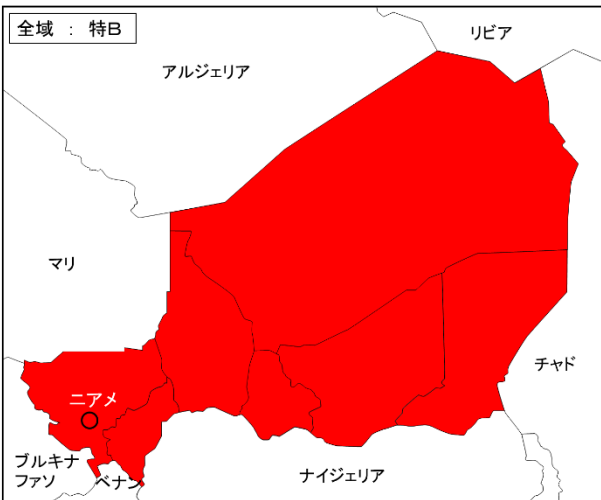 全域 : 特B
リビア
アルジェリア
マリ
チャド
ニアメ
ブルキナ
ファソ
ベナン
ナイジェリア